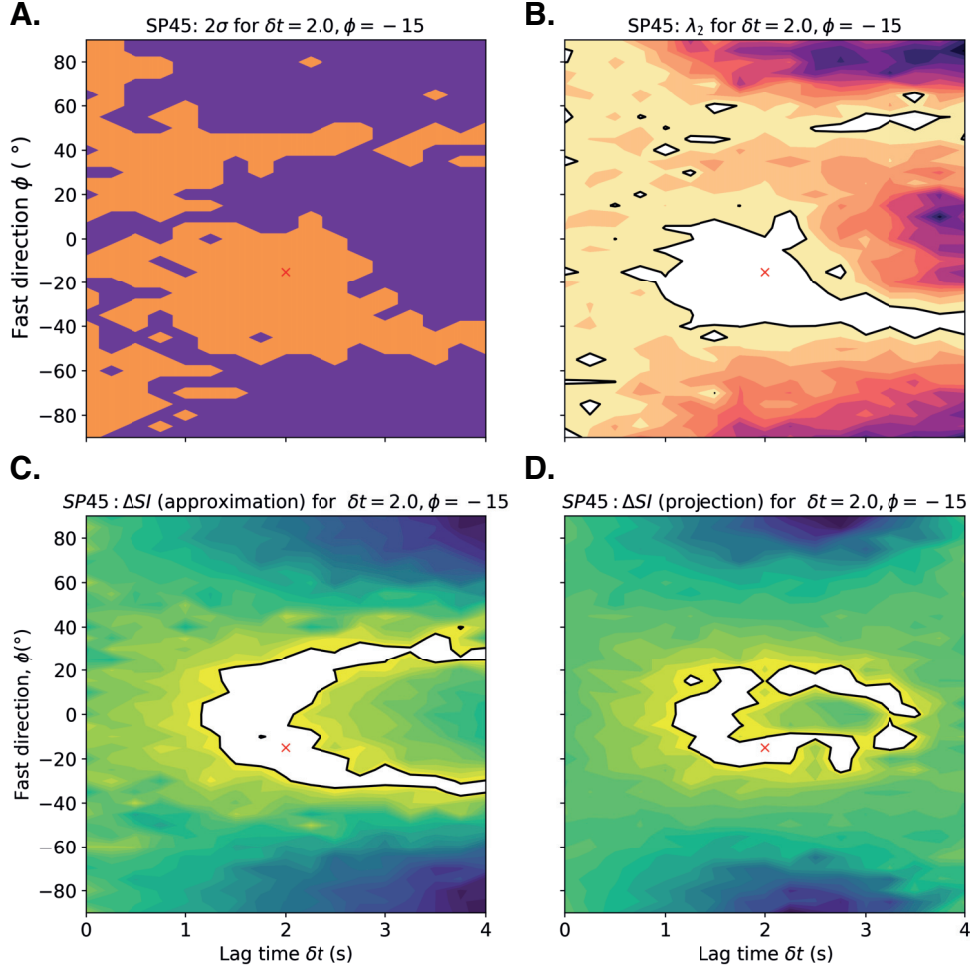 A.
SP45: 2σ for δt = 2.0, ϕ = −15
80
60
40
20
0
−20
−40
−60
−80
Fast direction ϕ ( °)
B.
SP45: λ₂ for δt = 2.0, ϕ = −15
C.
SP45 : ΔSI (approximation) for δt = 2.0, ϕ = −15
80
60
40
20
0
−20
−40
−60
−80
Fast direction, ϕ(°)
0 1 2 3 4
Lag time δt (s)
D.
SP45 : ΔSI (projection) for δt = 2.0, ϕ = −15
0 1 2 3 4
Lag time δt (s)